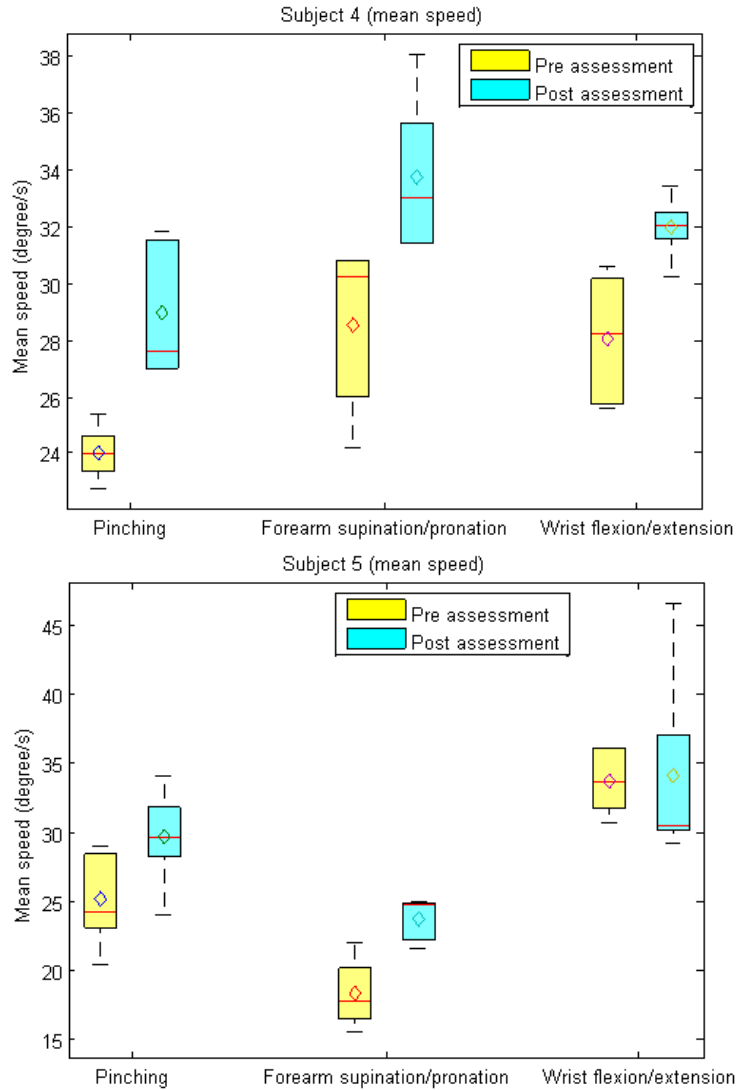 Subject 4 (mean speed)
38
36
34
32
30
28
26
24
Mean speed (degree/s)
Pre assessment
Post assessment
Pinching
Forearm supination/pronation
Wrist flexion/extension
Subject 5 (mean speed)
45
40
35
30
25
20
15
Mean speed (degree/s)
Pre assessment
Post assessment
Pinching
Forearm supination/pronation
Wrist flexion/extension